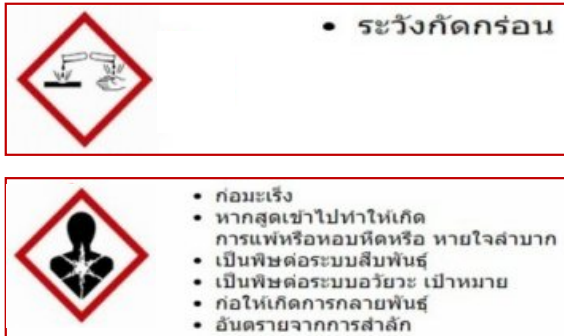 • ระวังกัดกร่อน
• ก่อมะเร็ง
• หากสูดเข้าไปทำให้เกิด
การแพ้หรือหอบหืดหรือ หายใจลำบาก
• เป็นพิษต่อระบบสืบพันธุ์
• เป็นพิษต่อระบบอวัยวะ เป้าหมาย
• ก่อให้เกิดการกลายพันธุ์
• อันตรายจากการสำลัก